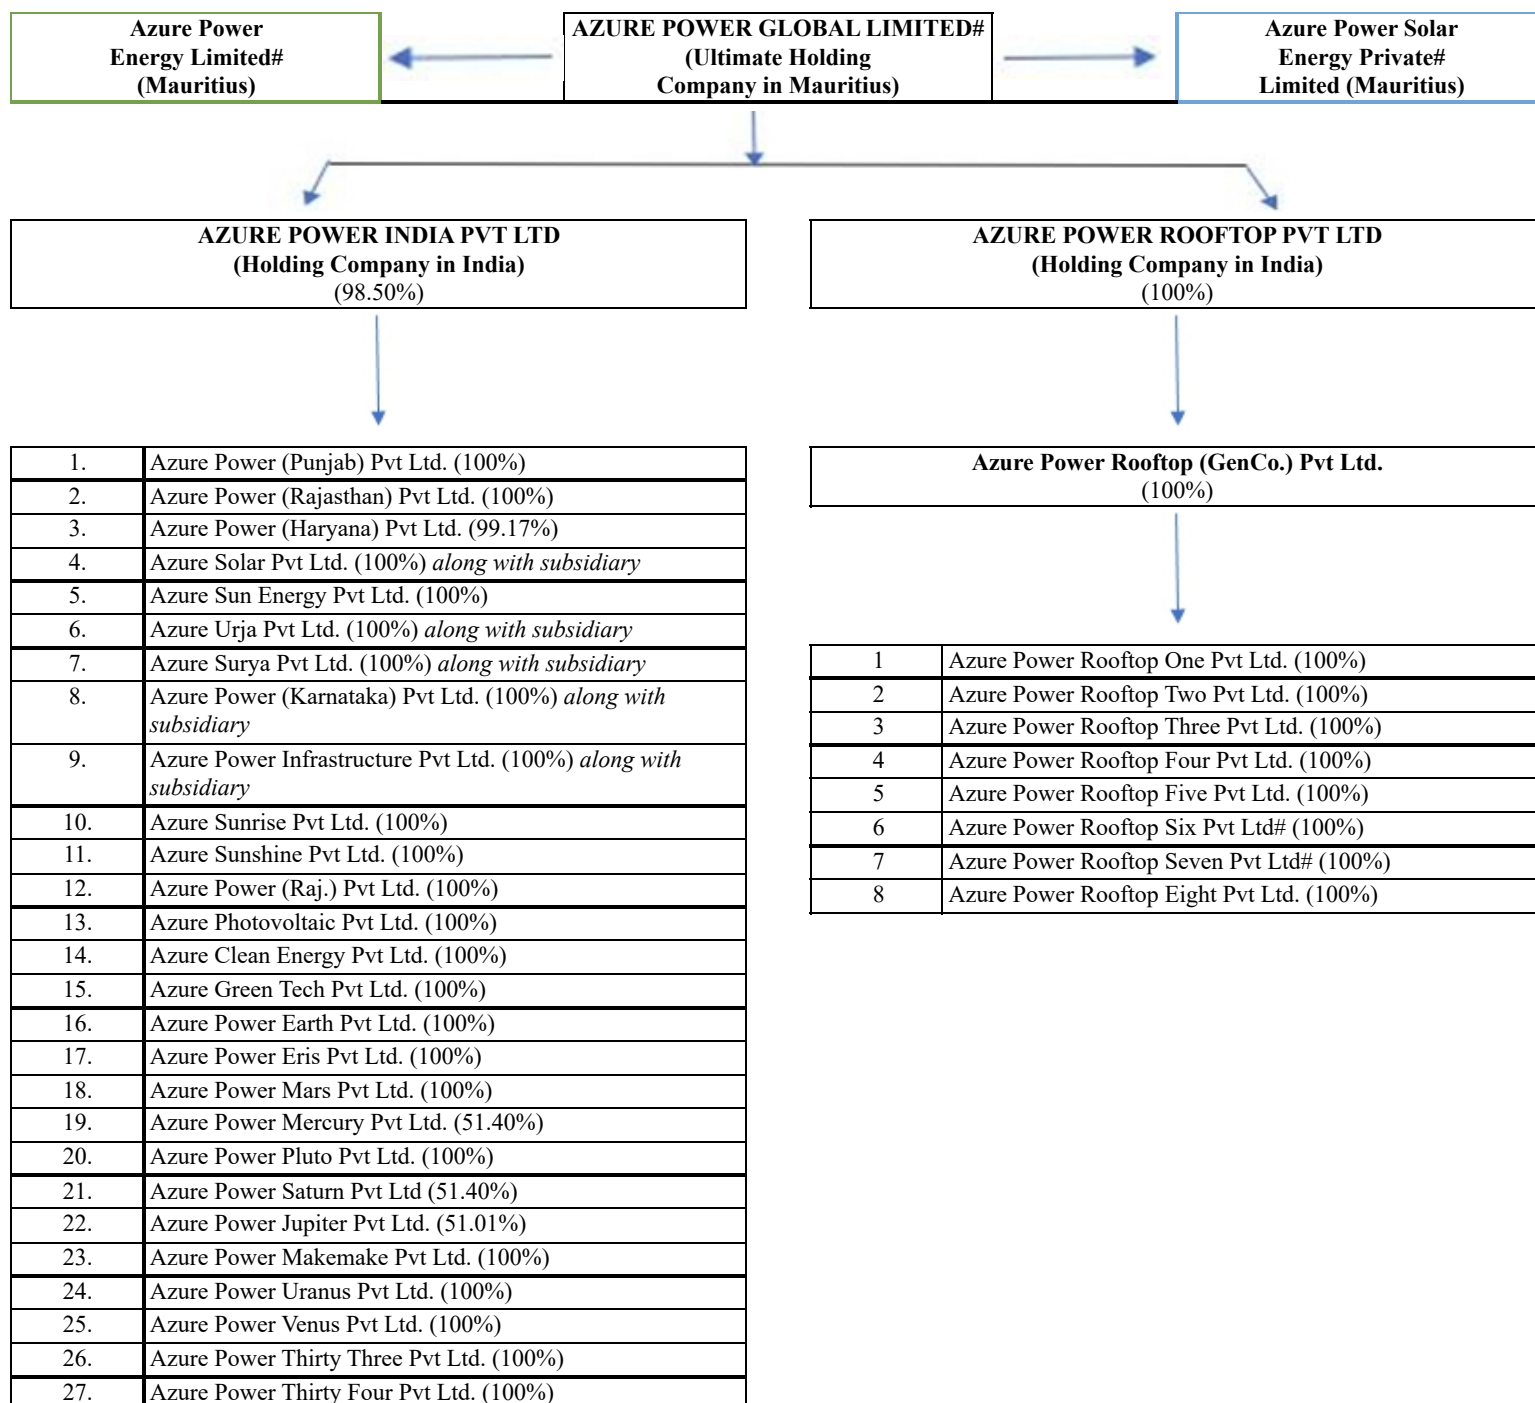 Azure Power
Energy Limited#
(Mauritius)
AZURE POWER GLOBAL LIMITED#
(Ultimate Holding
Company in Mauritius)
Azure Power Solar
Energy Private#
Limited (Mauritius)
AZURE POWER INDIA PVT LTD
(Holding Company in India)
(98.50%)
AZURE POWER ROOFTOP PVT LTD
(Holding Company in India)
(100%)
1. Azure Power (Punjab) Pvt Ltd. (100%)
2. Azure Power (Rajasthan) Pvt Ltd. (100%)
3. Azure Power (Haryana) Pvt Ltd. (99.17%)
4. Azure Solar Pvt Ltd. (100%) along with subsidiary
5. Azure Sun Energy Pvt Ltd. (100%)
6. Azure Urja Pvt Ltd. (100%) along with subsidiary
7. Azure Surya Pvt Ltd. (100%) along with subsidiary
8. Azure Power (Karnataka) Pvt Ltd. (100%) along with
subsidiary
9. Azure Power Infrastructure Pvt Ltd. (100%) along with
subsidiary
10. Azure Sunrise Pvt Ltd. (100%)
11. Azure Sunshine Pvt Ltd. (100%)
12. Azure Power (Raj.) Pvt Ltd. (100%)
13. Azure Photovoltaic Pvt Ltd. (100%)
14. Azure Clean Energy Pvt Ltd. (100%)
15. Azure Green Tech Pvt Ltd. (100%)
16. Azure Power Earth Pvt Ltd. (100%)
17. Azure Power Eris Pvt Ltd. (100%)
18. Azure Power Mars Pvt Ltd. (100%)
19. Azure Power Mercury Pvt Ltd. (51.40%)
20. Azure Power Pluto Pvt Ltd. (100%)
21. Azure Power Saturn Pvt Ltd (51.40%)
22. Azure Power Jupiter Pvt Ltd. (51.01%)
23. Azure Power Makemake Pvt Ltd. (100%)
24. Azure Power Uranus Pvt Ltd. (100%)
25. Azure Power Venus Pvt Ltd. (100%)
26. Azure Power Thirty Three Pvt Ltd. (100%)
27. Azure Power Thirty Four Pvt Ltd. (100%)
Azure Power Rooftop (GenCo.) Pvt Ltd.
(100%)
1 Azure Power Rooftop One Pvt Ltd. (100%)
2 Azure Power Rooftop Two Pvt Ltd. (100%)
3 Azure Power Rooftop Three Pvt Ltd. (100%)
4 Azure Power Rooftop Four Pvt Ltd. (100%)
5 Azure Power Rooftop Five Pvt Ltd. (100%)
6 Azure Power Rooftop Six Pvt Ltd# (100%)
7 Azure Power Rooftop Seven Pvt Ltd# (100%)
8 Azure Power Rooftop Eight Pvt Ltd. (100%)